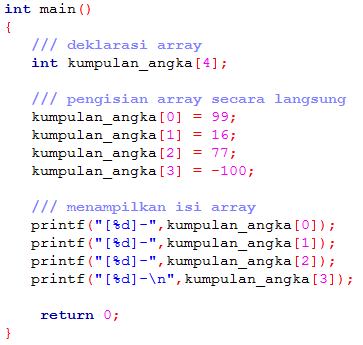 int main()
{
/// deklarasi array
int kumpulan_angka[4];
/// pengisian array secara langsung
kumpulan_angka[0] = 99;
kumpulan_angka[1] = 16;
kumpulan_angka[2] = 77;
kumpulan_angka[3] = -100;
/// menampilkan isi array
printf("[%d]-",kumpulan_angka[0]);
printf("[%d]-",kumpulan_angka[1]);
printf("[%d]-",kumpulan_angka[2]);
printf("[%d]-\n",kumpulan_angka[3]);
return 0;
}